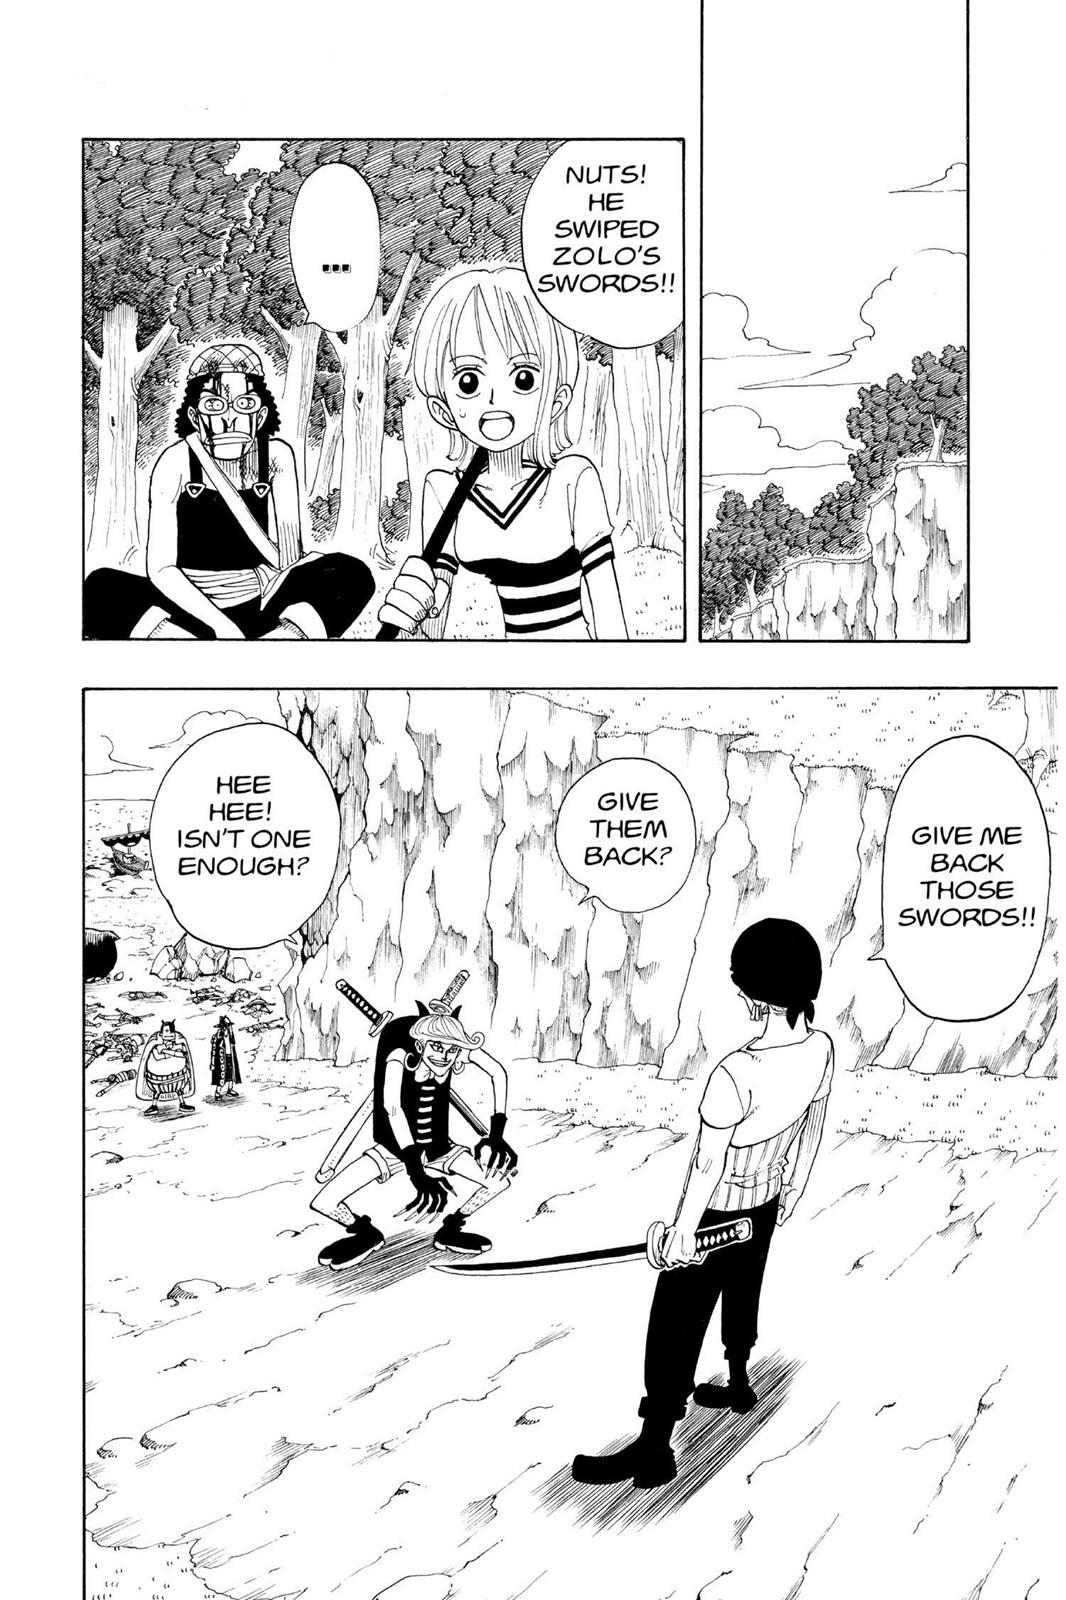 NUTS!
HE
SWIPED
ZOLO'S
SWORDS!!
...
GIVE ME
BACK
THOSE
SWORDS!!
GIVE
THEM
BACK?
HEE
HEE!
ISN'T ONE
ENOUGH?